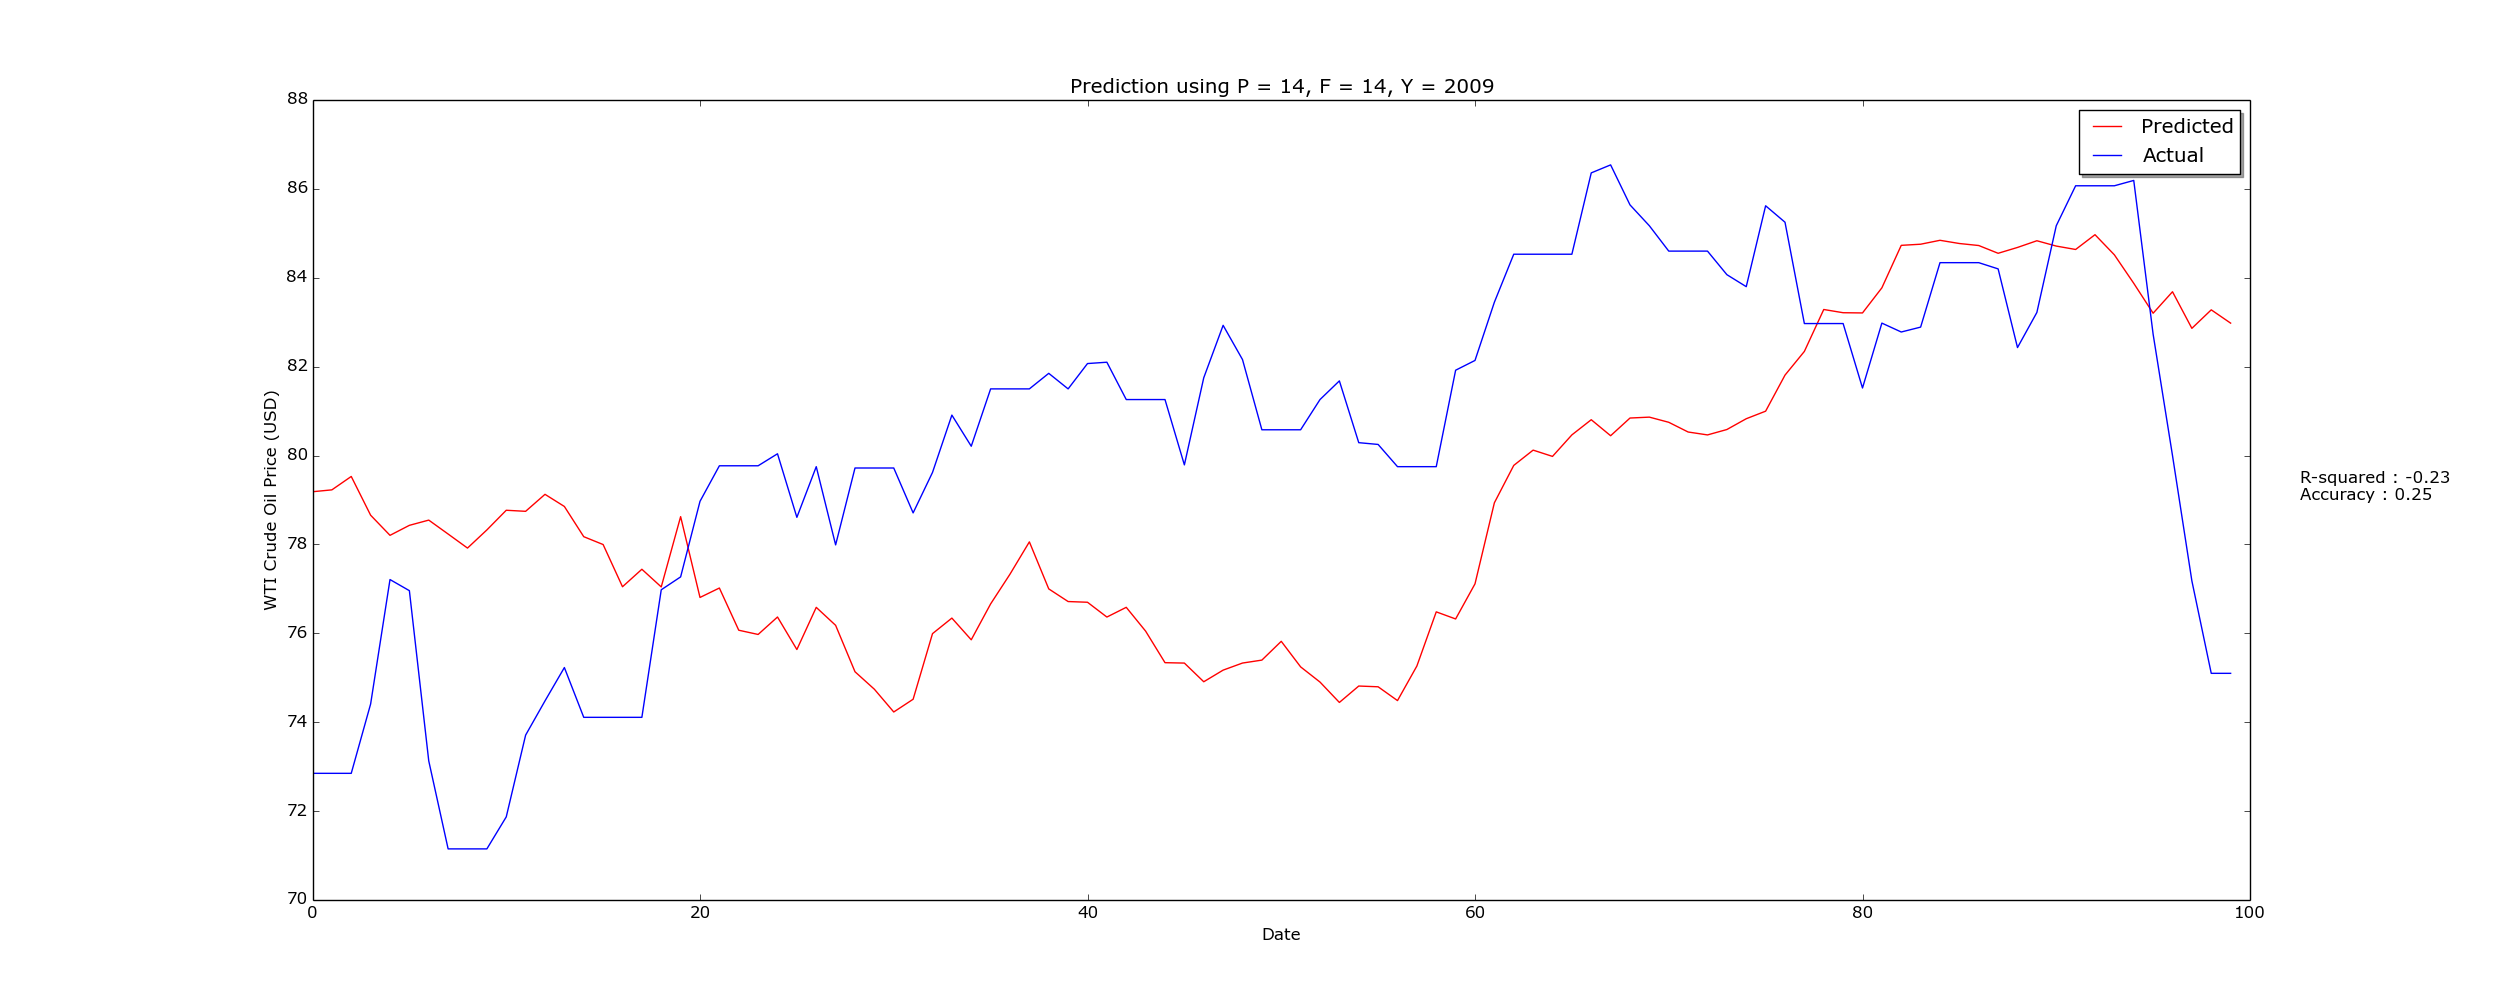 Prediction using P = 14, F = 14, Y = 2009
Predicted
Actual
88
86
84
82
80
78
76
74
72
70
WTI Crude Oil Price (USD)
R-squared : -0.23
Accuracy : 0.25
0 20 40 60 80 100
Date